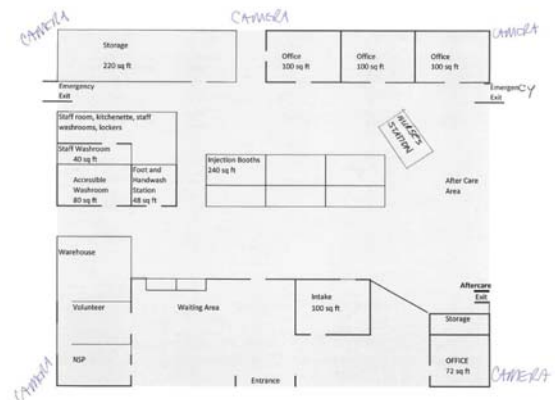 CAMERA
CAMERA
CAMERA
Storage
220 sq ft
Office
100 sq ft
Office
100 sq ft
Office
100 sq ft
Emergency
Exit
EmergenCY
Exit
Staff room, kitchenette, staff
washrooms, lockers
NURSE'S
STATION
Staff Washroom
40 sq ft
Accessible
Washroom
80 sq ft
Foot and
Handwash
Station
48 sq ft
Injection Booths
240 sq ft
After Care
Area
Warehouse
Volunteer
NSP
Waiting Area
Intake
100 sq ft
Aftercare
Exit
Storage
OFFICE
72 sq ft
Entrance
CAMERA
CAMERA